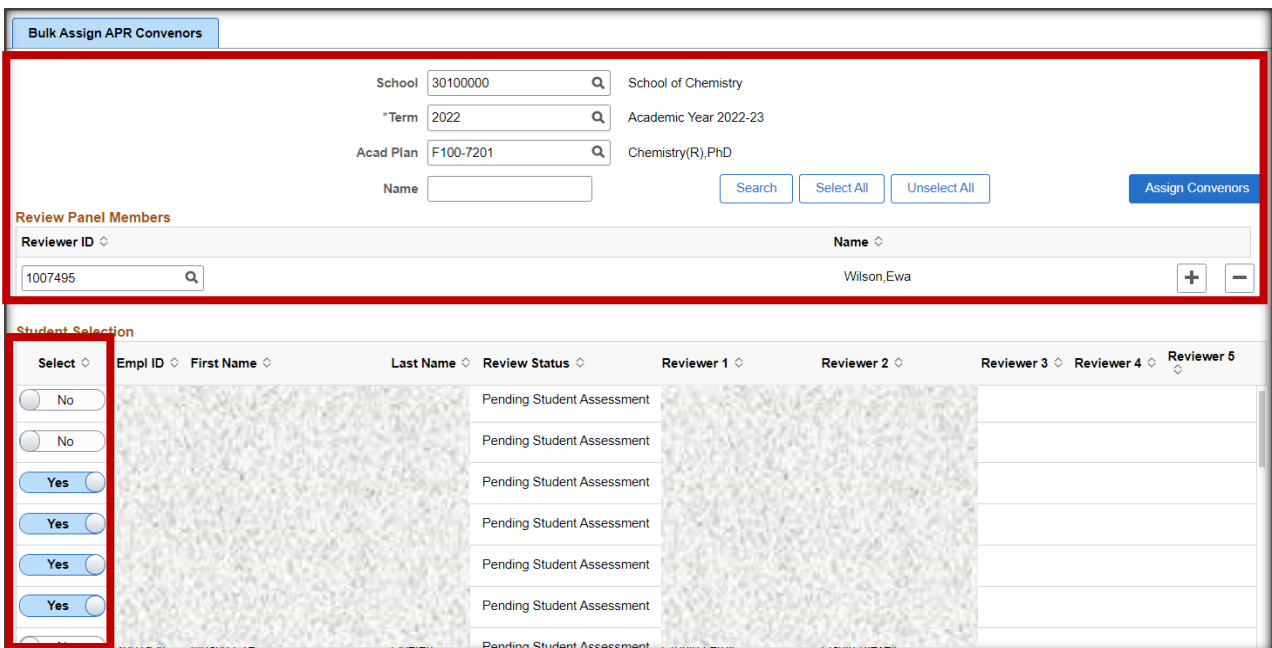 Bulk Assign APR Convenors
School 30100000 School of Chemistry
*Term 2022 Academic Year 2022-23
Acad Plan F100-7201 Chemistry(R),PhD
Name Search Select All Unselect All Assign Convenors
Review Panel Members
Reviewer ID Name
1007495 Wilson,Ewa
Student Selection
Select Empl ID First Name Last Name Review Status Reviewer 1 Reviewer 2 Reviewer 3 Reviewer 4 Reviewer 5
No Pending Student Assessment
No Pending Student Assessment
Yes Pending Student Assessment
Yes Pending Student Assessment
Yes Pending Student Assessment
Yes Pending Student Assessment
Pending Student Assessment